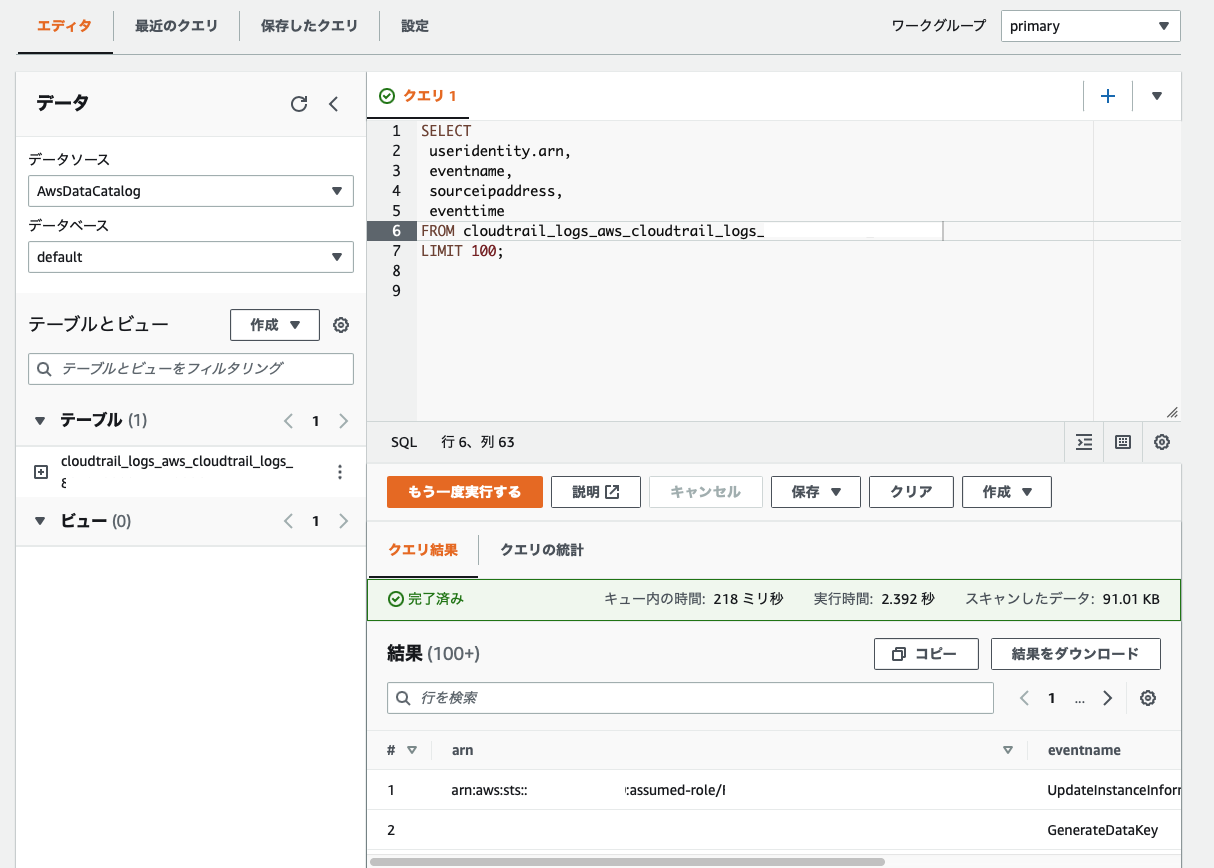 エディタ 最近のクエリ 保存したクエリ 設定 ワークグループ primary
データ
データソース
AwsDataCatalog
データベース
default
テーブルとビュー 作成
テーブルとビューをフィルタリング
テーブル (1) 1
cloudtrail_logs_aws_cloudtrail_logs_
ビュー (0) 1
クエリ 1
1 SELECT
2 useridentity.arn,
3 eventname,
4 sourceipaddress,
5 eventtime
6 FROM cloudtrail_logs_aws_cloudtrail_logs_
7 LIMIT 100;
8
9
SQL 行 6、列 63
もう一度実行する 説明 キャンセル 保存 クリア 作成
クエリ結果 クエリの統計
完了済み キュー内の時間: 218 ミリ秒 実行時間: 2.392 秒 スキャンしたデータ: 91.01 KB
結果 (100+) コピー 結果をダウンロード
行を検索 1 ...
# arn eventname
1 arn:aws:sts:: :assumed-role/ UpdateInstanceInfor
2 GenerateDataKey